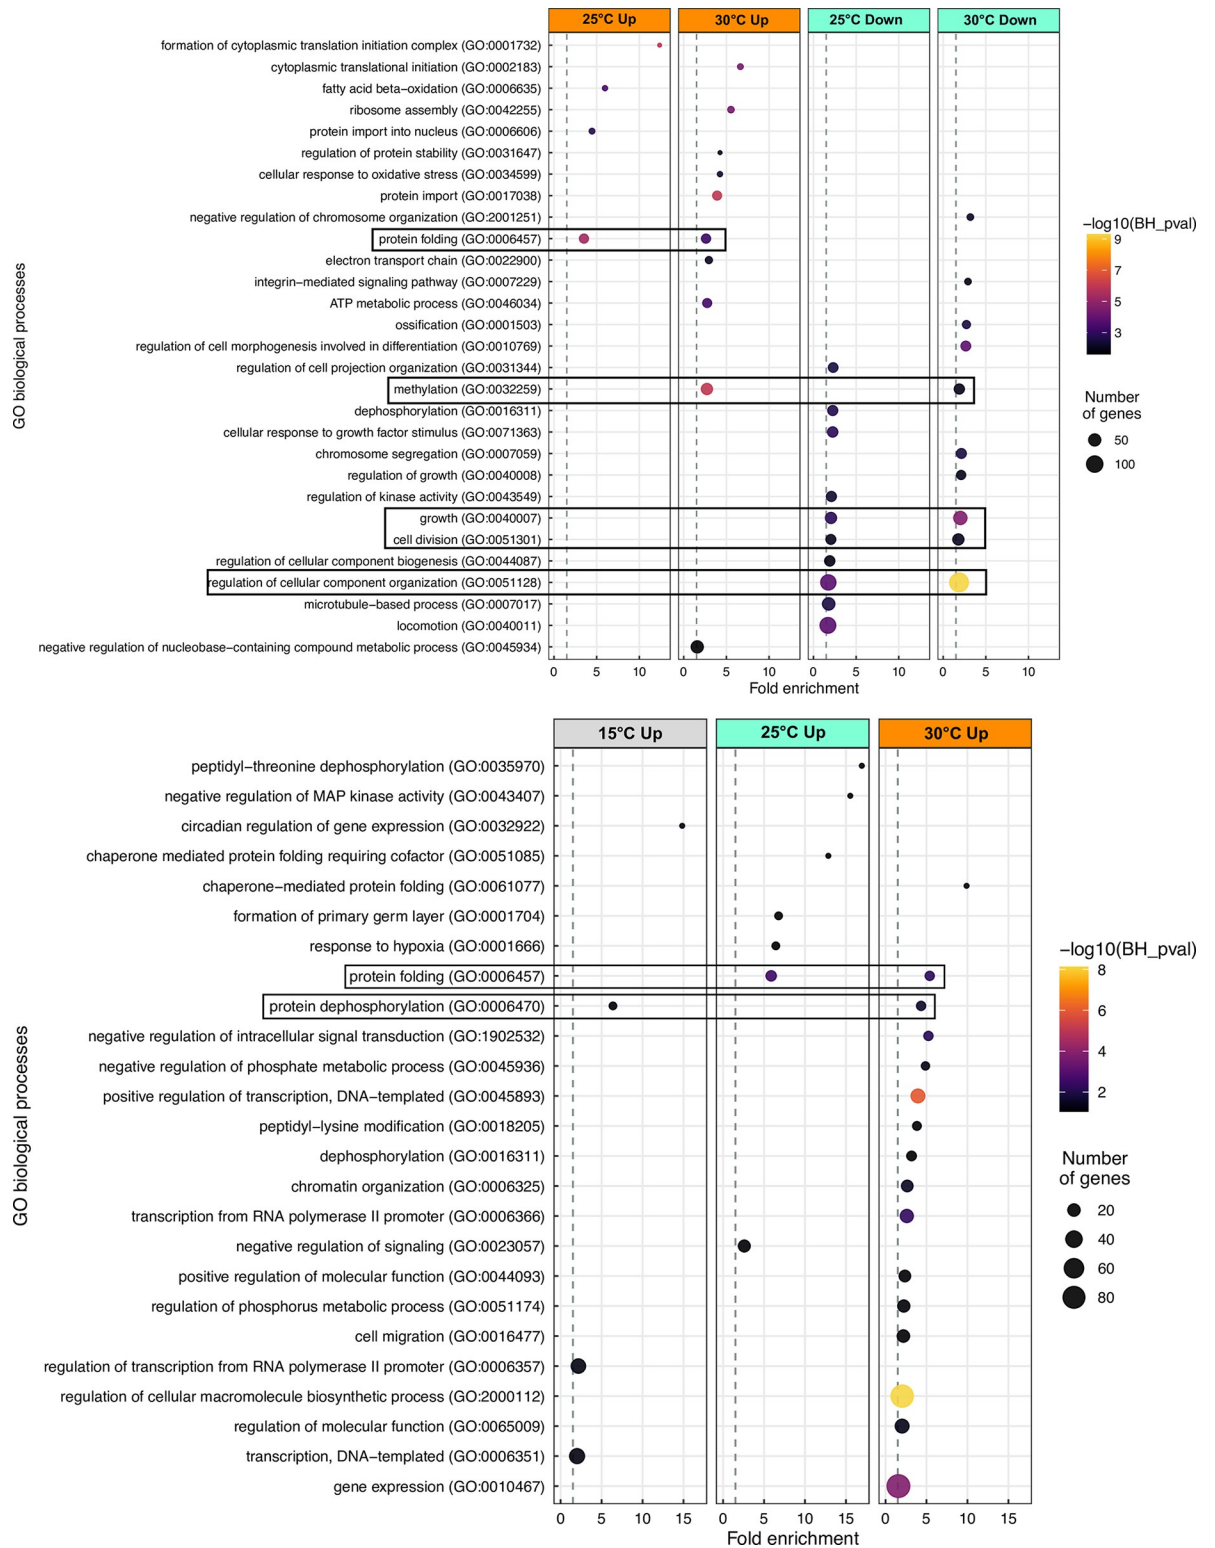 25°C Up
30°C Up
25°C Down
30°C Down
GO biological processes
formation of cytoplasmic translation initiation complex (GO:0001732)
cytoplasmic translational initiation (GO:0002183)
fatty acid beta−oxidation (GO:0006635)
ribosome assembly (GO:0042255)
protein import into nucleus (GO:0006606)
regulation of protein stability (GO:0031647)
cellular response to oxidative stress (GO:0034599)
protein import (GO:0017038)
negative regulation of chromosome organization (GO:2001251)
protein folding (GO:0006457)
electron transport chain (GO:0022900)
integrin−mediated signaling pathway (GO:0007229)
ATP metabolic process (GO:0046034)
ossification (GO:0001503)
regulation of cell morphogenesis involved in differentiation (GO:0010769)
regulation of cell projection organization (GO:0031344)
methylation (GO:0032259)
dephosphorylation (GO:0016311)
cellular response to growth factor stimulus (GO:0071363)
chromosome segregation (GO:0007059)
regulation of growth (GO:0040008)
regulation of kinase activity (GO:0043549)
growth (GO:0040007)
cell division (GO:0051301)
regulation of cellular component biogenesis (GO:0044087)
regulation of cellular component organization (GO:0051128)
microtubule−based process (GO:0007017)
locomotion (GO:0040011)
negative regulation of nucleobase−containing compound metabolic process (GO:0045934)
0 5 10 0 5 10 0 5 10 0 5 10
Fold enrichment
−log10(BH_pval)
9
7
5
3
Number
of genes
50
100
15°C Up
25°C Up
30°C Up
GO biological processes
peptidyl−threonine dephosphorylation (GO:0035970)
negative regulation of MAP kinase activity (GO:0043407)
circadian regulation of gene expression (GO:0032922)
chaperone mediated protein folding requiring cofactor (GO:0051085)
chaperone−mediated protein folding (GO:0061077)
formation of primary germ layer (GO:0001704)
response to hypoxia (GO:0001666)
protein folding (GO:0006457)
protein dephosphorylation (GO:0006470)
negative regulation of intracellular signal transduction (GO:1902532)
negative regulation of phosphate metabolic process (GO:0045936)
positive regulation of transcription, DNA−templated (GO:0045893)
peptidyl−lysine modification (GO:0018205)
dephosphorylation (GO:0016311)
chromatin organization (GO:0006325)
transcription from RNA polymerase II promoter (GO:0006366)
negative regulation of signaling (GO:0023057)
positive regulation of molecular function (GO:0044093)
regulation of phosphorus metabolic process (GO:0051174)
cell migration (GO:0016477)
regulation of transcription from RNA polymerase II promoter (GO:0006357)
regulation of cellular macromolecule biosynthetic process (GO:2000112)
regulation of molecular function (GO:0065009)
transcription, DNA−templated (GO:0006351)
gene expression (GO:0010467)
0 5 10 15 0 5 10 15 0 5 10 15
Fold enrichment
−log10(BH_pval)
8
6
4
2
Number
of genes
20
40
60
80